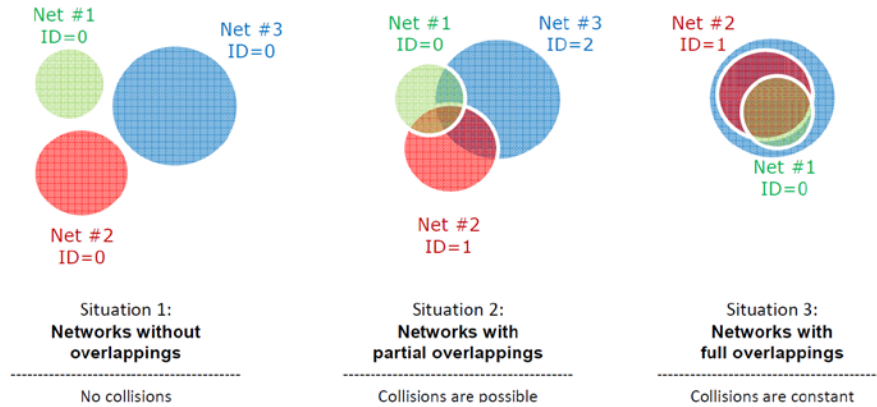 Net #1
ID=0
Net #3
ID=0
Net #2
ID=0
Net #1
ID=0
Net #3
ID=2
Net #2
ID=1
Net #2
ID=1
Net #1
ID=0
Situation 1:
Networks without
overlappings
No collisions
Situation 2:
Networks with
partial overlappings
Collisions are possible
Situation 3:
Networks with
full overlappings
Collisions are constant